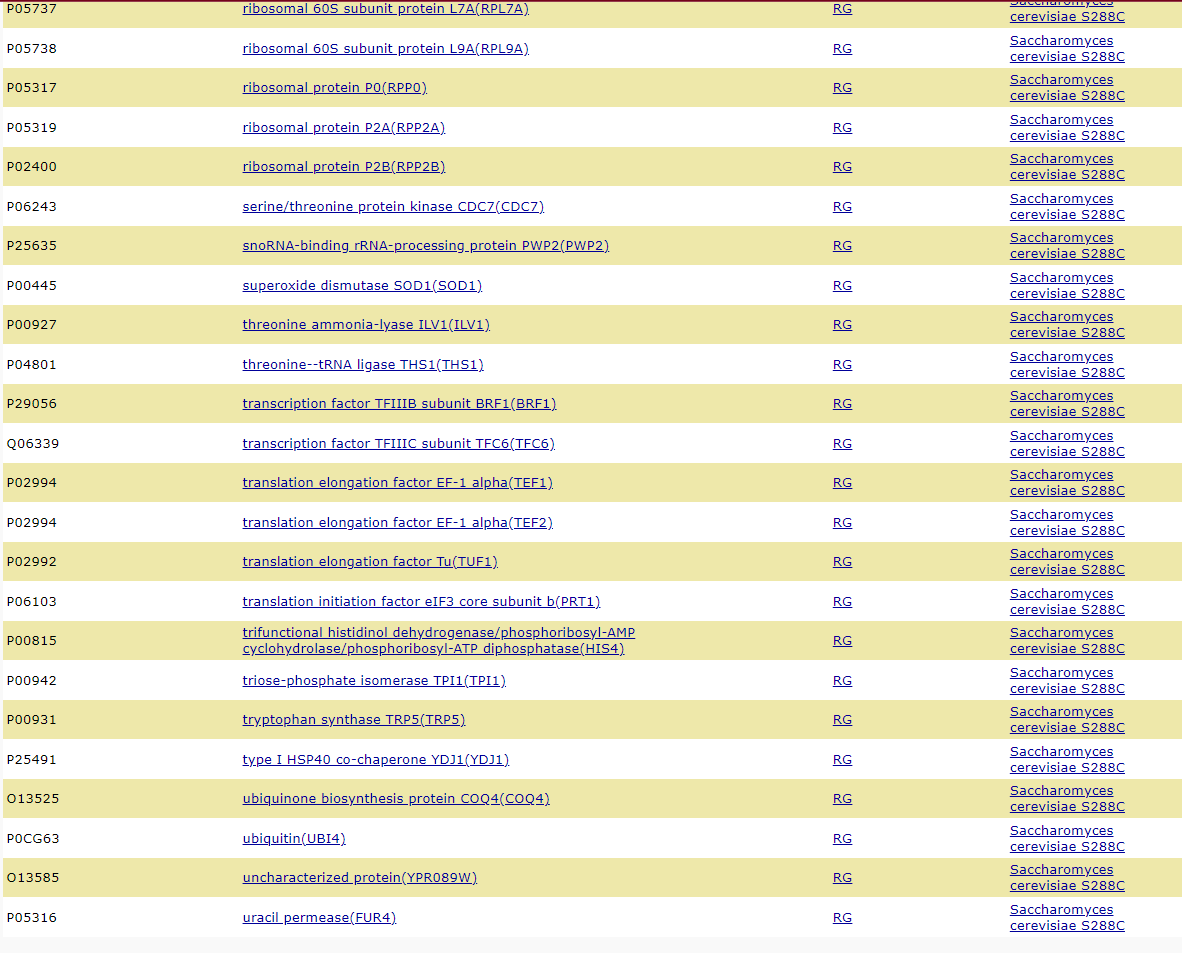 P05737 ribosomal 60S subunit protein L7A(RPL7A) RG Saccharomyces
cerevisiae S288C
P05738 ribosomal 60S subunit protein L9A(RPL9A) RG Saccharomyces
cerevisiae S288C
P05317 ribosomal protein P0(RPP0) RG Saccharomyces
cerevisiae S288C
P05319 ribosomal protein P2A(RPP2A) RG Saccharomyces
cerevisiae S288C
P02400 ribosomal protein P2B(RPP2B) RG Saccharomyces
cerevisiae S288C
P06243 serine/threonine protein kinase CDC7(CDC7) RG Saccharomyces
cerevisiae S288C
P25635 snoRNA-binding rRNA-processing protein PWP2(PWP2) RG Saccharomyces
cerevisiae S288C
P00445 superoxide dismutase SOD1(SOD1) RG Saccharomyces
cerevisiae S288C
P00927 threonine ammonia-lyase ILV1(ILV1) RG Saccharomyces
cerevisiae S288C
P04801 threonine--tRNA ligase THS1(THS1) RG Saccharomyces
cerevisiae S288C
P29056 transcription factor TFIIIB subunit BRF1(BRF1) RG Saccharomyces
cerevisiae S288C
Q06339 transcription factor TFIIIC subunit TFC6(TFC6) RG Saccharomyces
cerevisiae S288C
P02994 translation elongation factor EF-1 alpha(TEF1) RG Saccharomyces
cerevisiae S288C
P02994 translation elongation factor EF-1 alpha(TEF2) RG Saccharomyces
cerevisiae S288C
P02992 translation elongation factor Tu(TUF1) RG Saccharomyces
cerevisiae S288C
P06103 translation initiation factor eIF3 core subunit b(PRT1) RG Saccharomyces
cerevisiae S288C
P00815 trifunctional histidinol dehydrogenase/phosphoribosyl-AMP RG Saccharomyces
cyclohydrolase/phosphoribosyl-ATP diphosphatase(HIS4) cerevisiae S288C
P00942 triose-phosphate isomerase TPI1(TPI1) RG Saccharomyces
cerevisiae S288C
P00931 tryptophan synthase TRP5(TRP5) RG Saccharomyces
cerevisiae S288C
P25491 type I HSP40 co-chaperone YDJ1(YDJ1) RG Saccharomyces
cerevisiae S288C
O13525 ubiquinone biosynthesis protein COQ4(COQ4) RG Saccharomyces
cerevisiae S288C
P0CG63 ubiquitin(UBI4) RG Saccharomyces
cerevisiae S288C
O13585 uncharacterized protein(YPR089W) RG Saccharomyces
cerevisiae S288C
P05316 uracil permease(FUR4) RG Saccharomyces
cerevisiae S288C